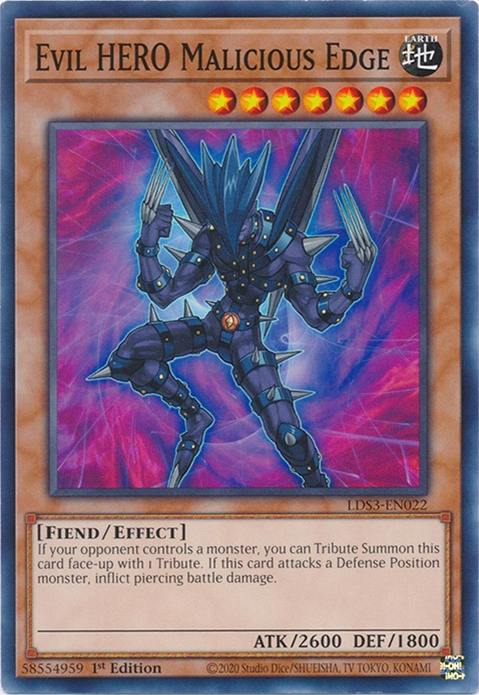 EVIL HERO MALICIOUS EDGE
EARTH
地
LDS3-EN022
[FIEND/EFFECT]
If your opponent controls a monster, you can Tribute Summon this
card face-up with 1 Tribute. If this card attacks a Defense Position
monster, inflict piercing battle damage.
ATK/2600 DEF/1800
58554959 1st Edition ©2020 Studio Dice/SHUEISHA, TV TOKYO, KONAMI